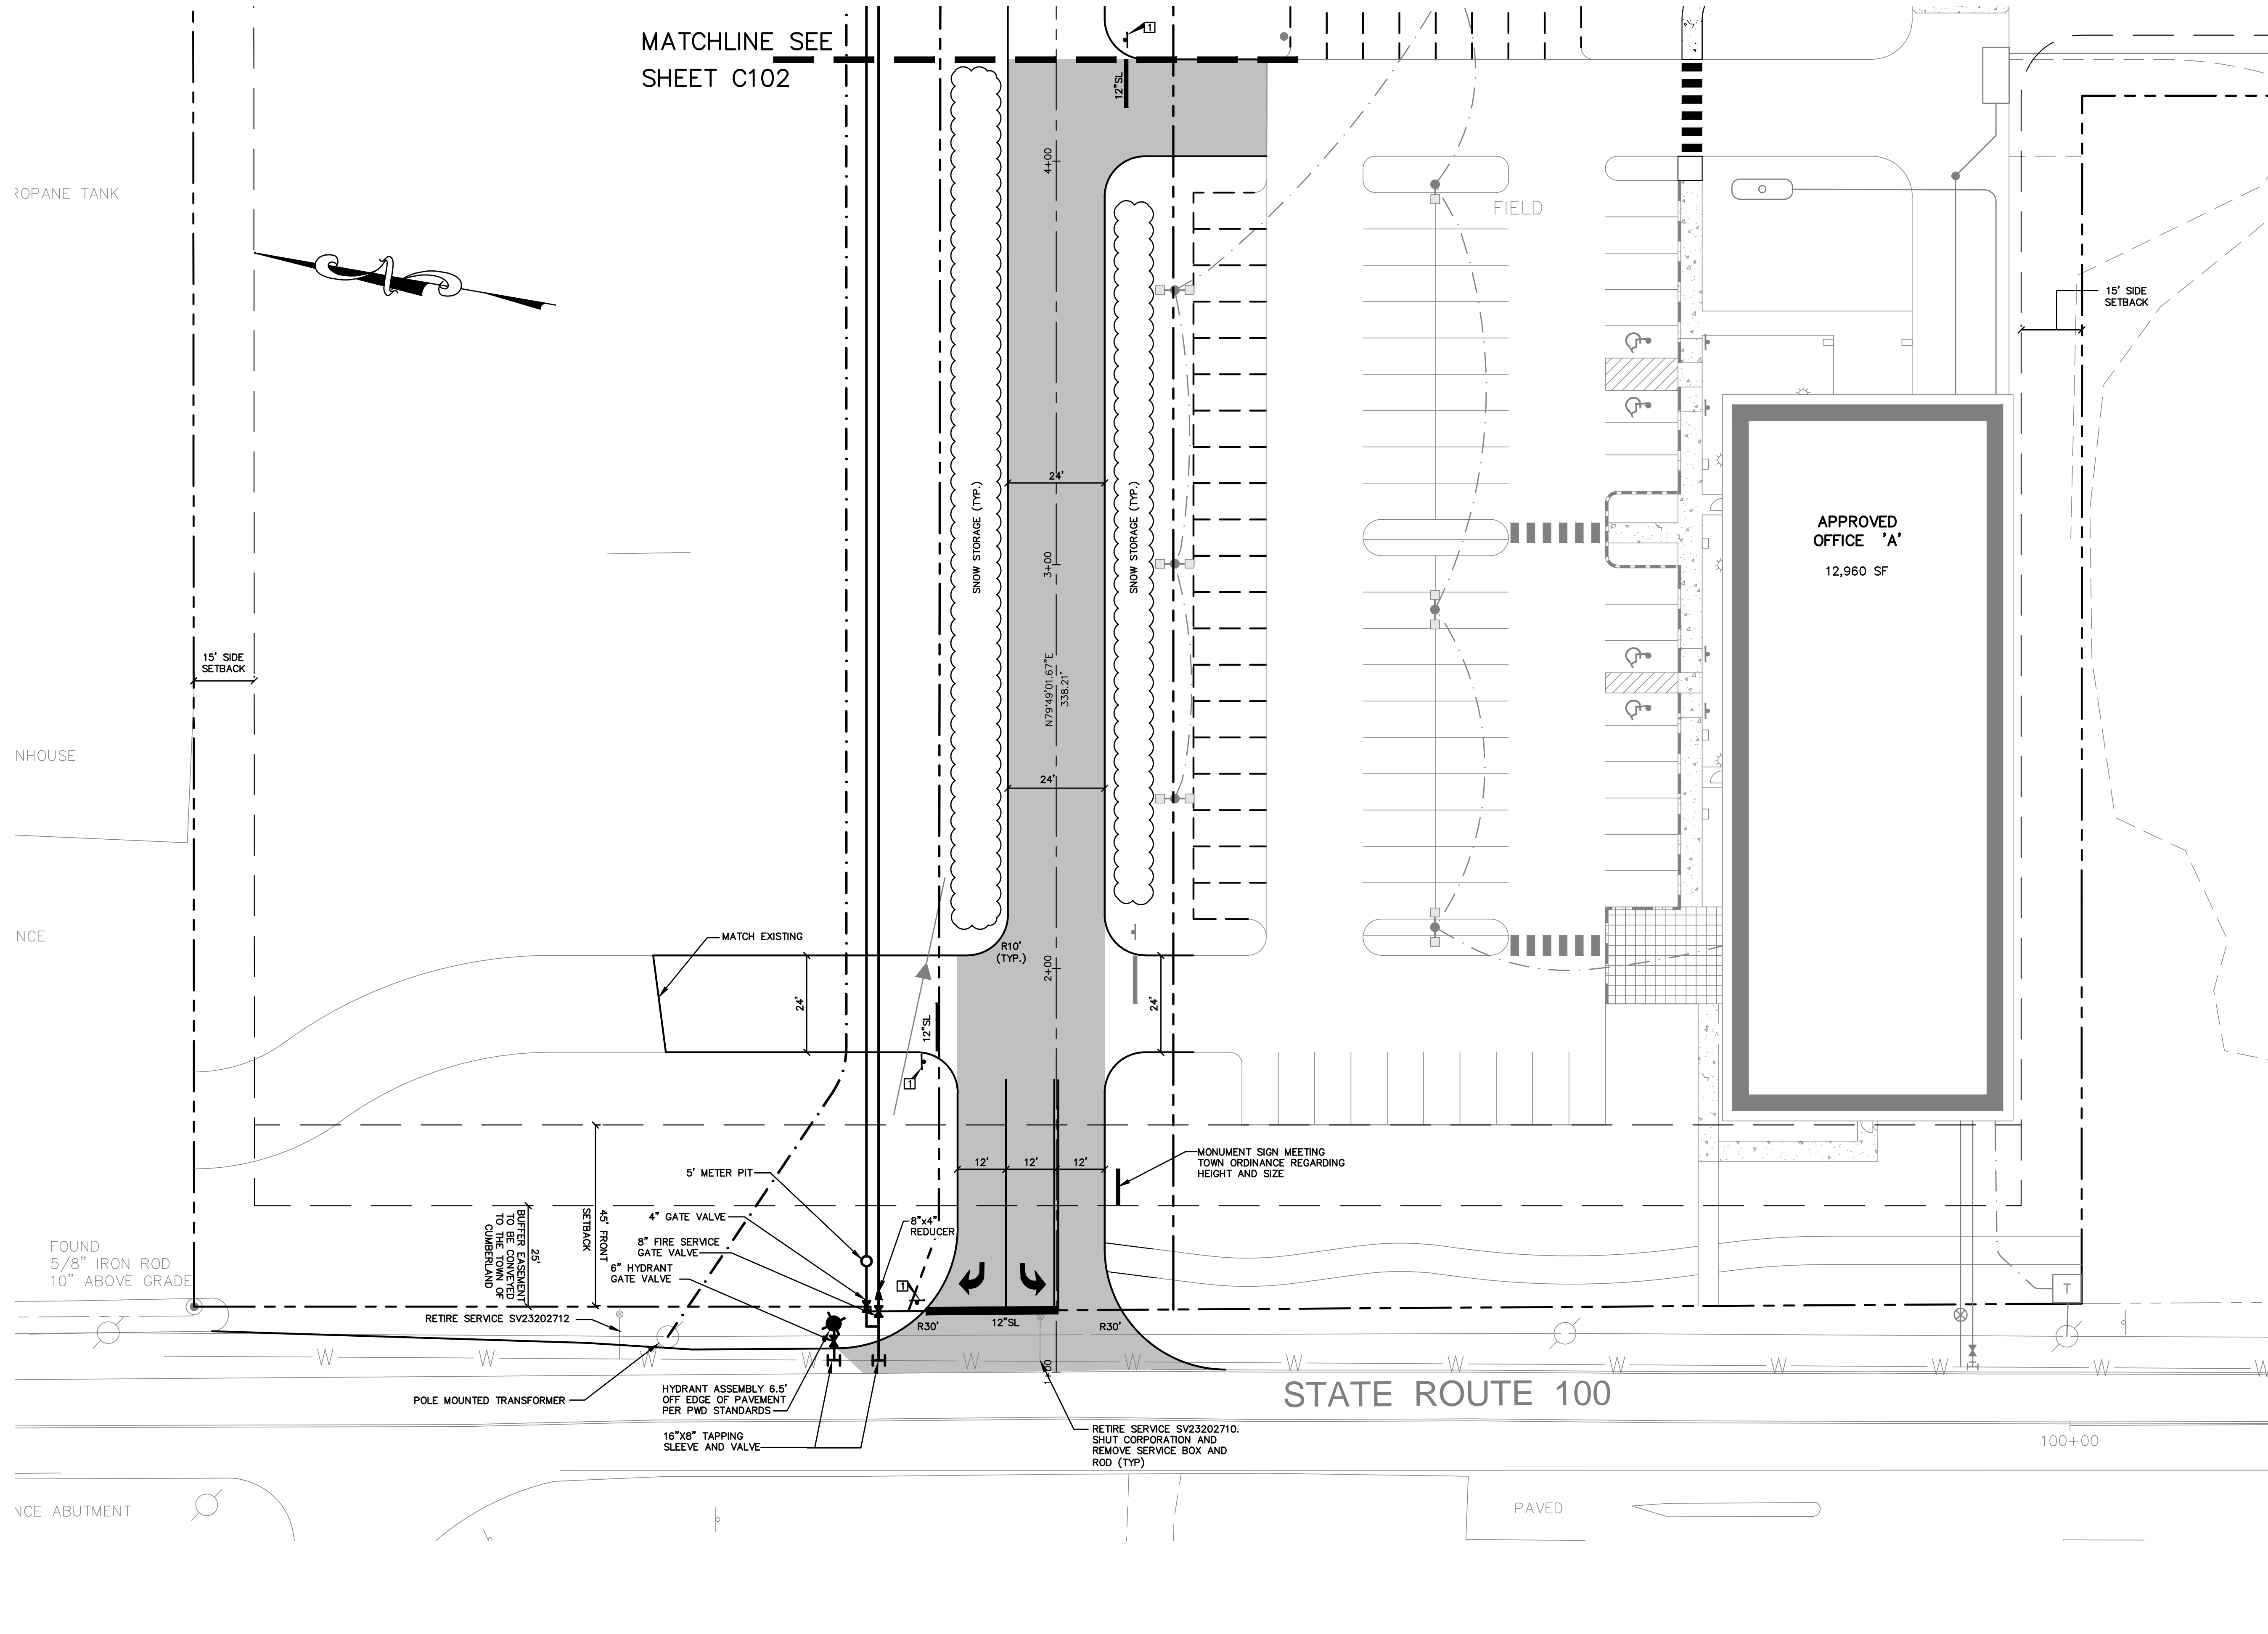 MATCHLINE SEE
SHEET C102
1
12"SL
4+00
ROPANE TANK
FIELD
15' SIDE
SETBACK
24'
SNOW STORAGE (TYP.)
SNOW STORAGE (TYP.)
3+00
APPROVED
OFFICE 'A'
12,960 SF
15' SIDE
SETBACK
N79°49'01.67"E
338.21'
NHOUSE
24'
NCE
MATCH EXISTING
R10'
(TYP.)
2+00
24'
24'
12"SL
1
12'
12'
12'
MONUMENT SIGN MEETING
TOWN ORDINANCE REGARDING
HEIGHT AND SIZE
5' METER PIT
4" GATE VALVE
8"x4"
REDUCER
8" FIRE SERVICE
GATE VALVE
6" HYDRANT
GATE VALVE
45' FRONT
SETBACK
25'
BUFFER EASEMENT
TO BE CONVEYED
TO THE TOWN OF
CUMBERLAND
FOUND
5/8" IRON ROD
10" ABOVE GRADE
1
T
RETIRE SERVICE SV23202712
R30'
12"SL
R30'
W W W W W W W W W W W W W
1+00
POLE MOUNTED TRANSFORMER
HYDRANT ASSEMBLY 6.5'
OFF EDGE OF PAVEMENT
PER PWD STANDARDS
STATE ROUTE 100
16"X8" TAPPING
SLEEVE AND VALVE
RETIRE SERVICE SV23202710.
SHUT CORPORATION AND
REMOVE SERVICE BOX AND
ROD (TYP)
100+00
NCE ABUTMENT
PAVED